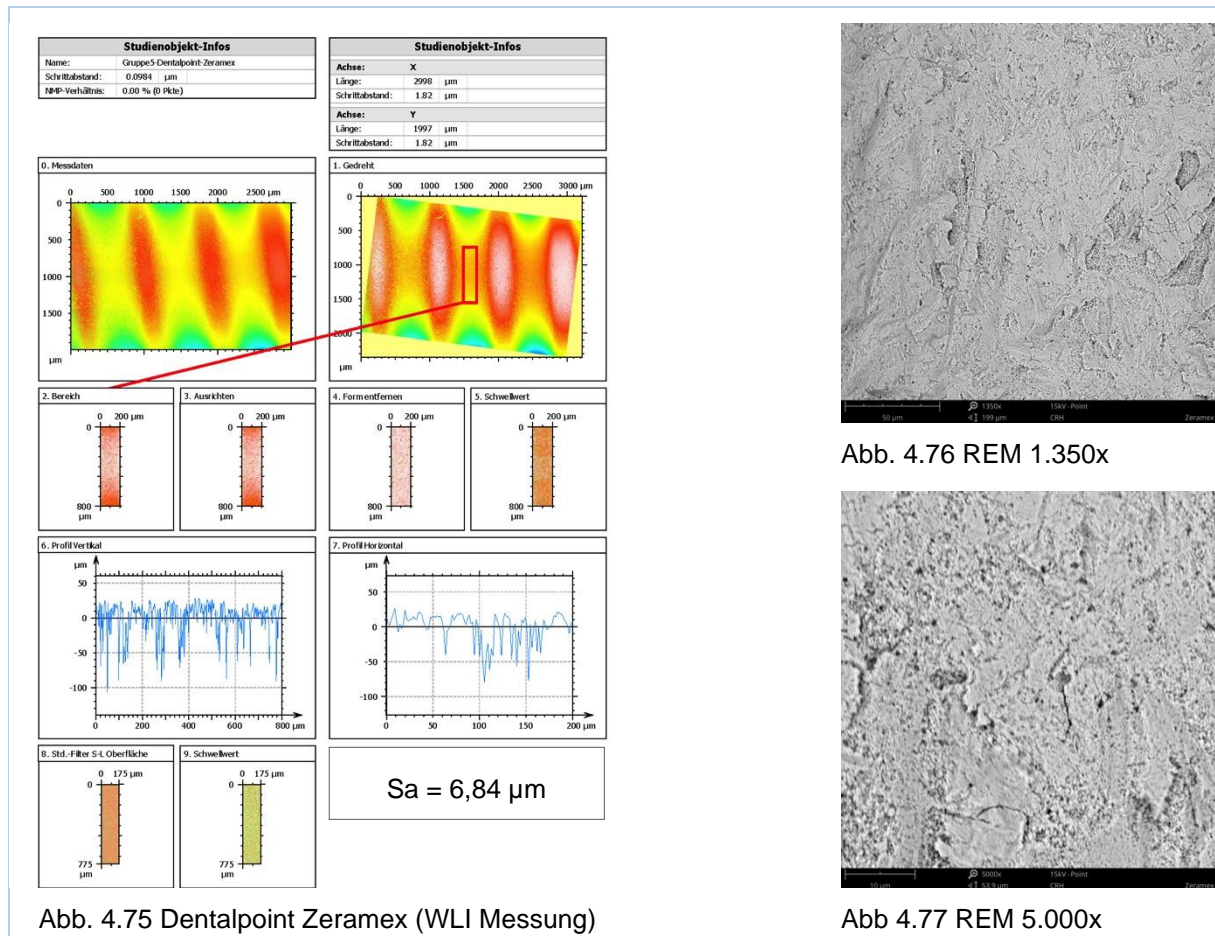 Studienobjekt-Infos
Name: Gruppe5-Dentalpoint-Zeramex
Schrittabstand: 0.0984 µm
NMP-Verhältnis: 0.00 % (0 Pkte)
Studienobjekt-Infos
Achse: X
Länge: 2998 µm
Schrittabstand: 1.82 µm
Achse: Y
Länge: 1997 µm
Schrittabstand: 1.82 µm
0. Messdaten
0 500 1000 1500 2000 2500 µm
0
500
1000
1500
µm
1. Gedreht
0 500 1000 1500 2000 2500 3000 µm
0
500
1000
1500
2000
µm
2. Bereich
0 200 µm
0
800
µm
3. Ausrichten
0 200 µm
0
800
µm
4. Form entfernen
0 200 µm
0
800
µm
5. Schwellwert
0 200 µm
0
800
µm
6. Profil Vertikal
µm
50
0
-50
-100
0 200 400 600 800 µm
7. Profil Horizontal
µm
50
0
-50
-100
0 50 100 150 200 µm
8. Std.-Filter S-L Oberfläche
0 175 µm
0
775
µm
9. Schwellwert
0 175 µm
0
775
µm
Sa = 6,84 µm
Abb. 4.75 Dentalpoint Zeramex (WLI Messung)
50 µm
1350x 15kV -Point
199 µm CRH Zeramex
Abb. 4.76 REM 1.350x
10 µm
5000x 15kV -Point
53.9 µm CRH Zeramex
Abb 4.77 REM 5.000x